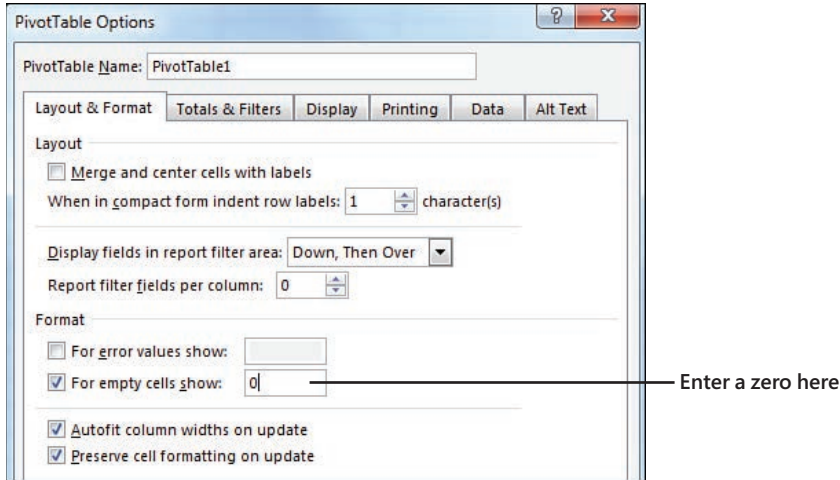 PivotTable Options
PivotTable Name: PivotTable1
Layout & Format Totals & Filters Display Printing Data Alt Text
Layout
Merge and center cells with labels
When in compact form indent row labels: 1 character(s)
Display fields in report filter area: Down, Then Over
Report filter fields per column: 0
Format
For error values show:
For empty cells show: 0
Enter a zero here
Autofit column widths on update
Preserve cell formatting on update